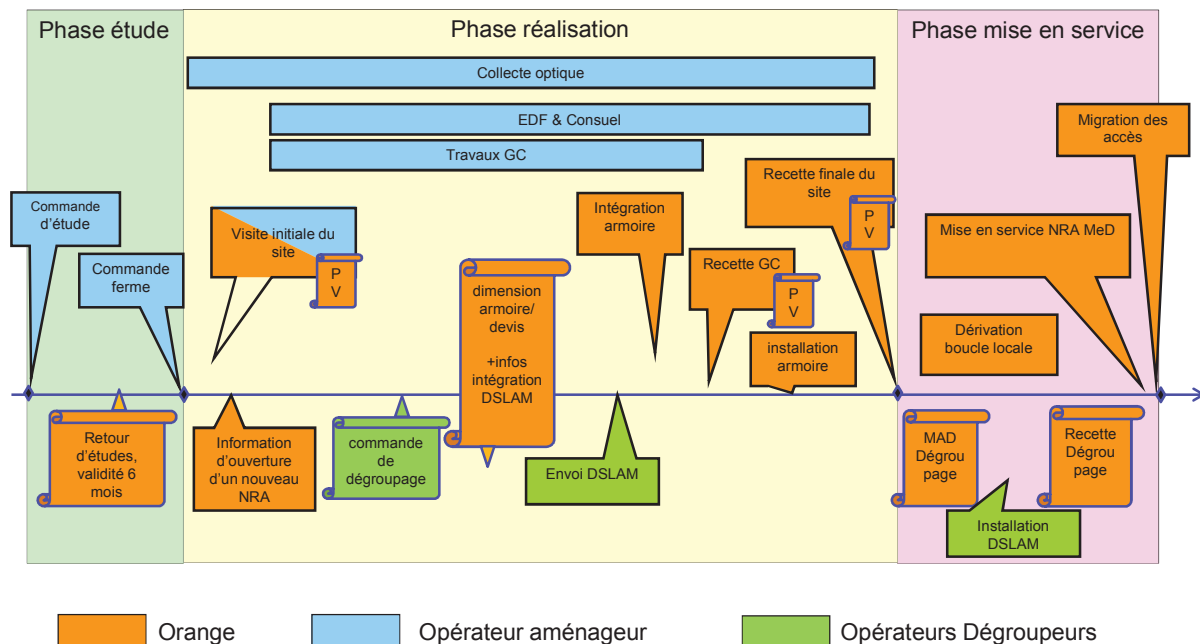 Phase étude
Phase réalisation
Phase mise en service
Collecte optique
EDF & Consuel
Travaux GC
Commande
d'étude
Commande
ferme
Visite initiale du
site
P
V
dimension
armoire/
devis
+infos
intégration
DSLAM
Intégration
armoire
Recette GC
P
V
Recette finale du
site
P
V
installation
armoire
Migration des
accès
Mise en service NRA MeD
Dérivation
boucle locale
Retour
d'études,
validité 6
mois
Information
d'ouverture
d'un nouveau
NRA
commande
de
dégroupage
Envoi DSLAM
MAD
Dégrou
page
Installation
DSLAM
Recette
Dégrou
page
Orange
Opérateur aménageur
Opérateurs Dégroupeurs